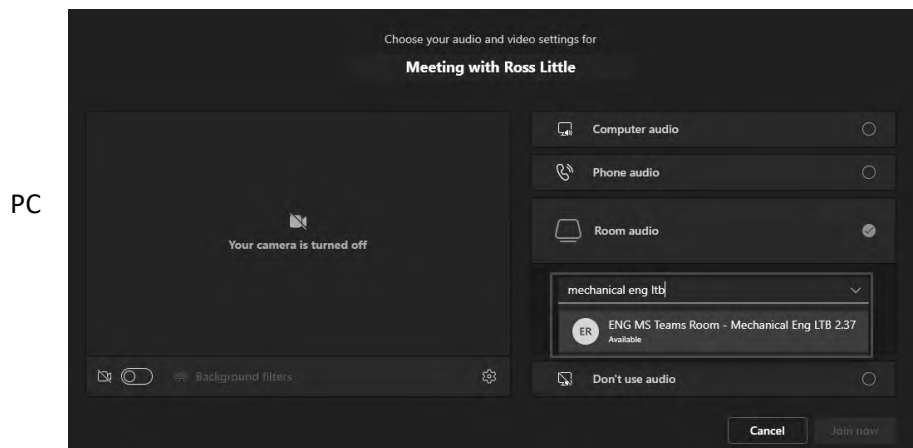 Choose your audio and video settings for
Meeting with Ross Little
PC
Your camera is turned off
Background filters
Computer audio
Phone audio
Room audio
mechanical eng ltb
ER
ENG MS Teams Room - Mechanical Eng LTB 2.37
Available
Don't use audio
Cancel
Join now